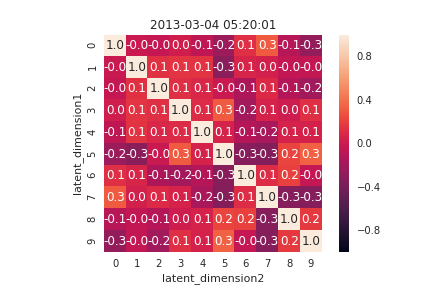 2013-03-04 05:20:01
latent_dimension1
0 1.0 -0.0 -0.0 0.0 -0.1 -0.2 0.1 0.3 -0.1 -0.3
1 -0.0 1.0 0.1 0.1 0.1 -0.3 0.1 0.0 -0.0 -0.0
2 -0.0 0.1 1.0 0.1 0.1 -0.0 -0.1 0.1 -0.1 -0.2
3 0.0 0.1 0.1 1.0 0.1 0.3 -0.2 0.1 0.0 0.1
4 -0.1 0.1 0.1 0.1 1.0 0.1 -0.1 -0.2 0.1 0.1
5 -0.2 -0.3 -0.0 0.3 0.1 1.0 -0.3 -0.3 0.2 0.3
6 0.1 0.1 -0.1 -0.2 -0.1 -0.3 1.0 0.1 0.2 -0.0
7 0.3 0.0 0.1 0.1 -0.2 -0.3 0.1 1.0 -0.3 -0.3
8 -0.1 -0.0 -0.1 0.0 0.1 0.2 0.2 -0.3 1.0 0.2
9 -0.3 -0.0 -0.2 0.1 0.1 0.3 -0.0 -0.3 0.2 1.0
0 1 2 3 4 5 6 7 8 9
latent_dimension2
0.8
0.4
0.0
-0.4
-0.8